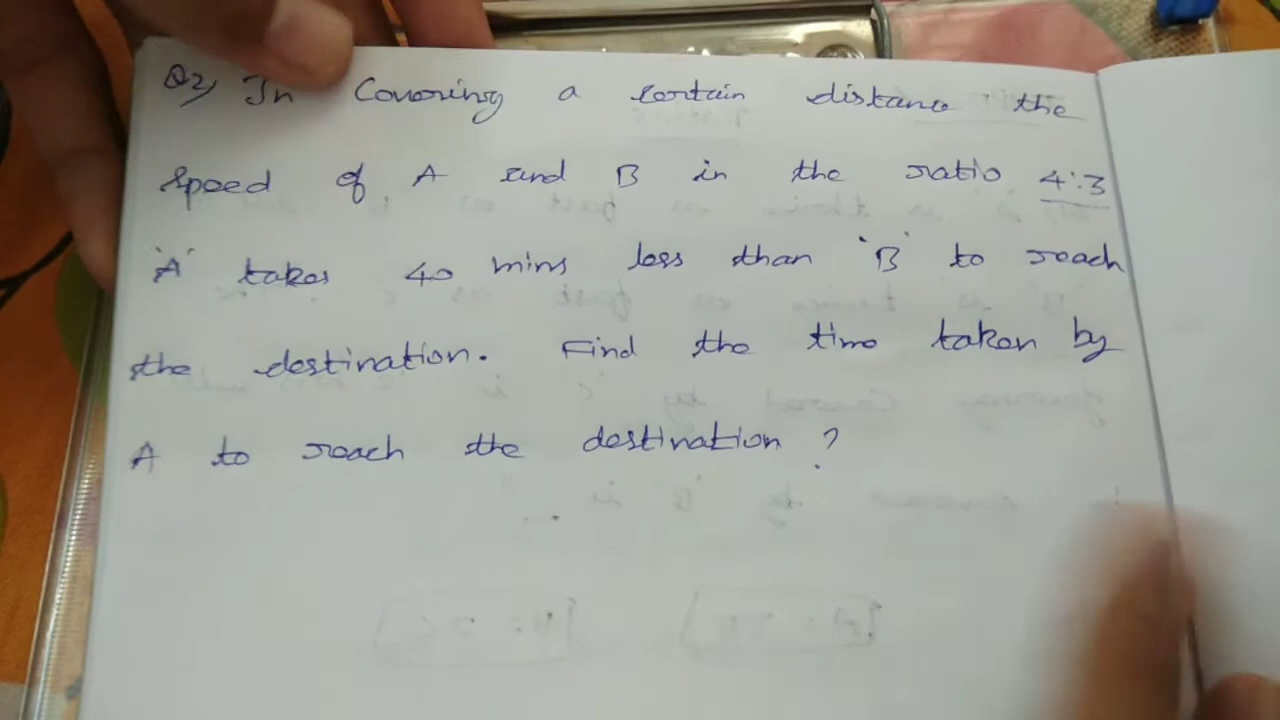 Q2) In Covering a certain distance the
speed of A and B in the ratio 4:3
'A' takes 40 mins less than 'B' to reach
the destination. Find the time taken by
A to reach the destination ?